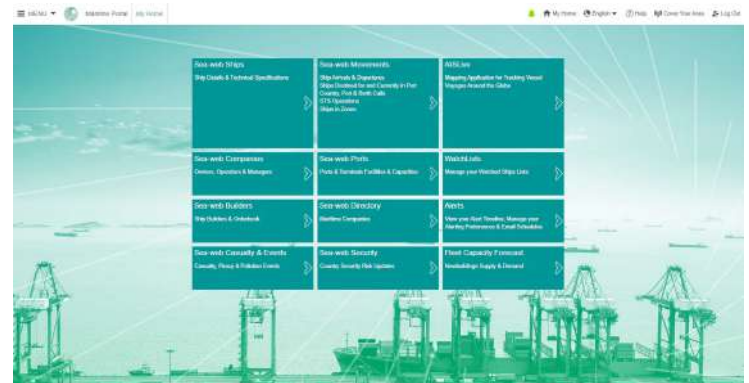 MENU
Maritime Portal
My Home
My Home
English
Help
Cover Your Areas
Log Out
Sea-web Ships
Ship Details & Technical Specifications
Sea-web Movements
Ship Arrivals & Departures
Ships Destined for and Currently in Port
Country, Port & Berth Calls
STS Operations
Ships in Zones
AISLive
Mapping Application for Tracking Vessel
Voyages Around the Globe
Sea-web Companies
Owners, Operators & Managers
Sea-web Ports
Ports & Terminals Facilities & Capacities
WatchLists
Manage your Watched Ships Lists
Sea-web Builders
Ship Builders & Orderbook
Sea-web Directory
Maritime Companies
Alerts
View your Alert Timeline, Manage your
Alerting Preferences & Email Schedules
Sea-web Casualty & Events
Casualty, Piracy & Pollution Events
Sea-web Security
Country Security Risk Updates
Fleet Capacity Forecast
Newbuildings Supply & Demand